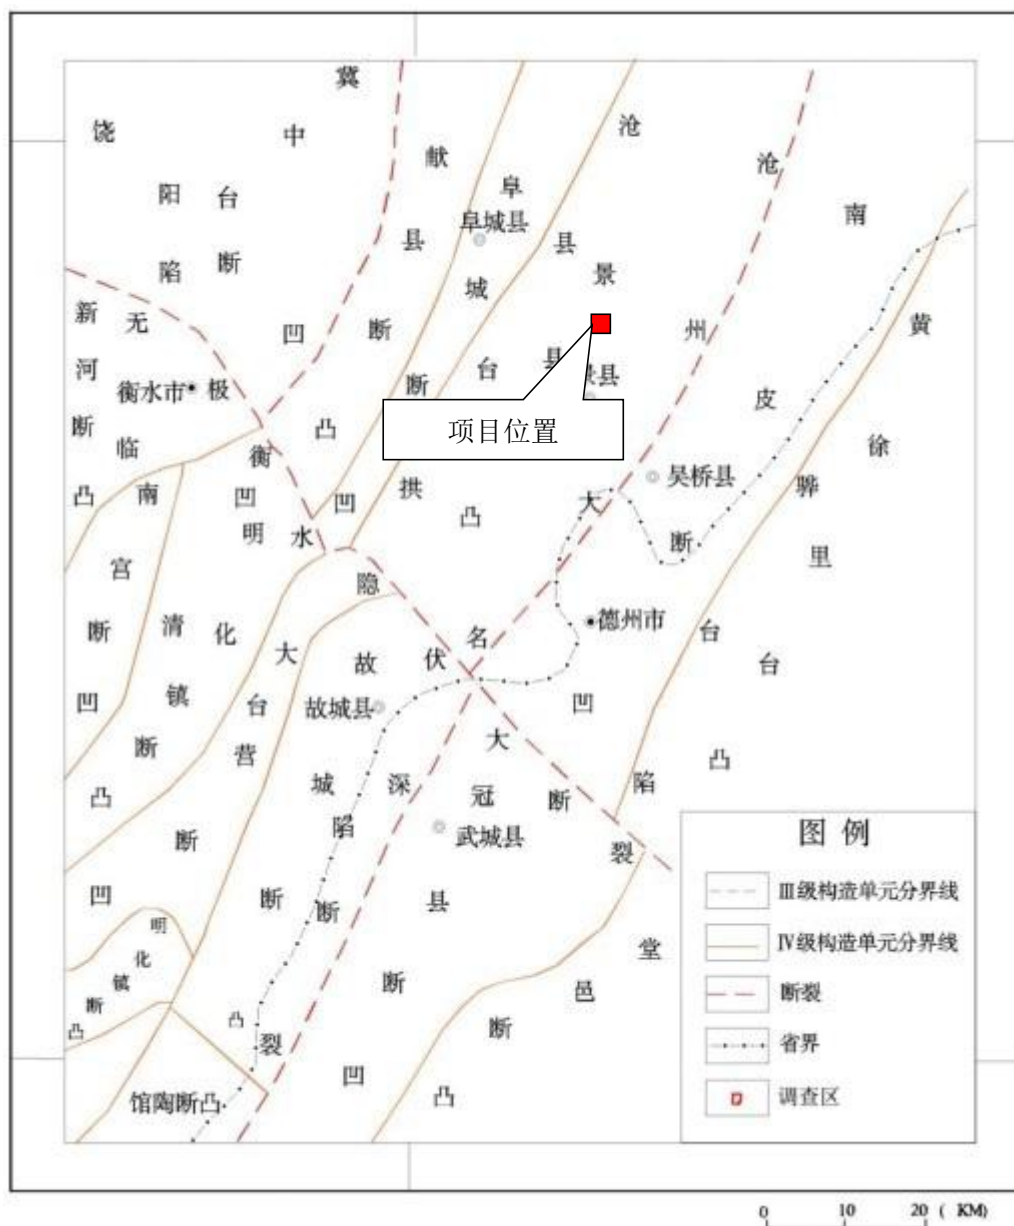 冀
中
台
陷
饶
阳
断
凹
献
县
断
凸
阜
城
断
凹
阜城县
沧
县
台
拱
景
县
断
凸
景县
项目位置
沧
州
大
名
深
断
裂
南
皮
断
凹
黄
骅
台
陷
徐
里
台
凸
新
河
断
凸
无
极
衡
水
隐
伏
大
断
裂
衡水市
临
南
宫
断
凹
清
明
化
镇
断
凸
大
营
断
凹
故
城
断
凸
故城县
吴桥县
德州市
武城县
冠
县
断
凹
堂
邑
断
凸
明
化
镇
断
凸
馆陶断凸
图 例
Ⅲ级构造单元分界线
Ⅳ级构造单元分界线
断裂
省界
调查区
0 10 20 ( KM)